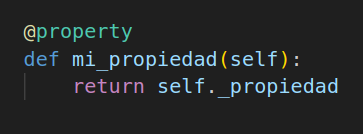 @property
def mi_propiedad(self):
    return self._propiedad